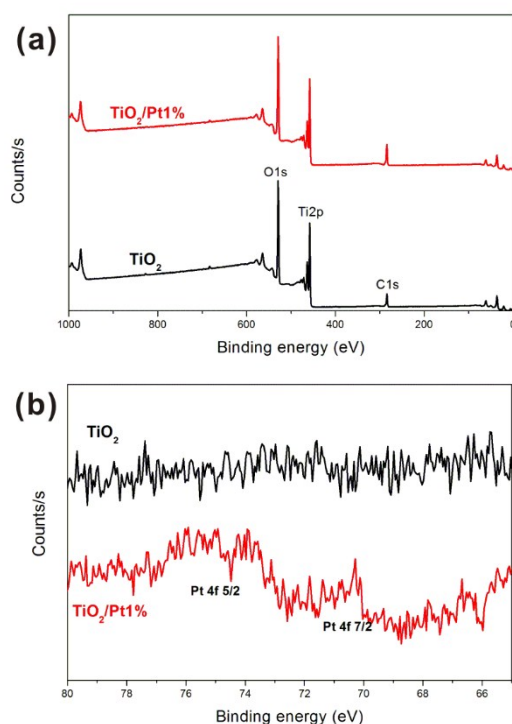 (a)
Counts/s
TiO2/Pt1%
O1s
Ti2p
TiO2
C1s
1000 800 600 400 200 0
Binding energy (eV)
(b)
Counts/s
TiO2
Pt 4f 5/2
Pt 4f 7/2
TiO2/Pt1%
80 78 76 74 72 70 68 66
Binding energy (eV)